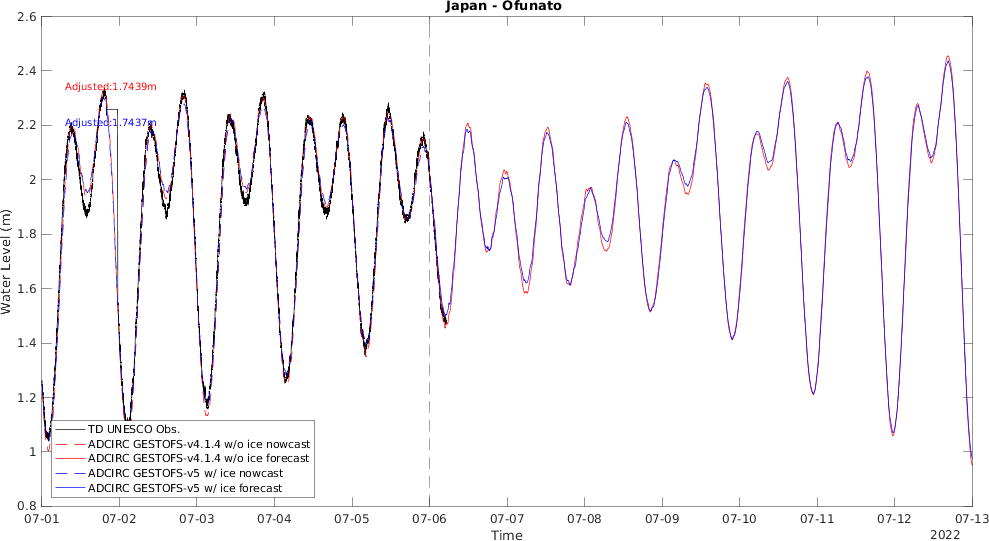 Japan - Ofunato
2.6
2.4
2.2
2
1.8
1.6
1.4
1.2
1
0.8
Water Level (m)
Adjusted:1.7439m
Adjusted:1.7437m
TD UNESCO Obs.
ADCIRC GESTOFS-v4.1.4 w/o ice nowcast
ADCIRC GESTOFS-v4.1.4 w/o ice forecast
ADCIRC GESTOFS-v5 w/ ice nowcast
ADCIRC GESTOFS-v5 w/ ice forecast
07-01 07-02 07-03 07-04 07-05 07-06 07-07 07-08 07-09 07-10 07-11 07-12 07-13
Time
2022